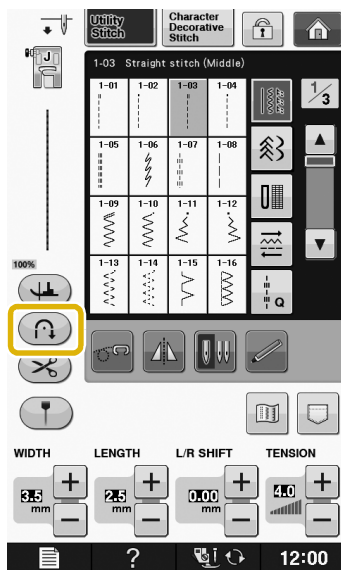 Utility
Stitch
Character
Decorative
Stitch
J
1-03 Straight stitch (Middle)
1/3
1-01 1-02 1-03 1-04
1-05 1-06 1-07 1-08
1-09 1-10 1-11 1-12
1-13 1-14 1-15 1-16
Q
100%
WIDTH LENGTH L/R SHIFT TENSION
3.5 mm + − 2.5 mm + − 0.00 mm + − 4.0 + −
? 12:00